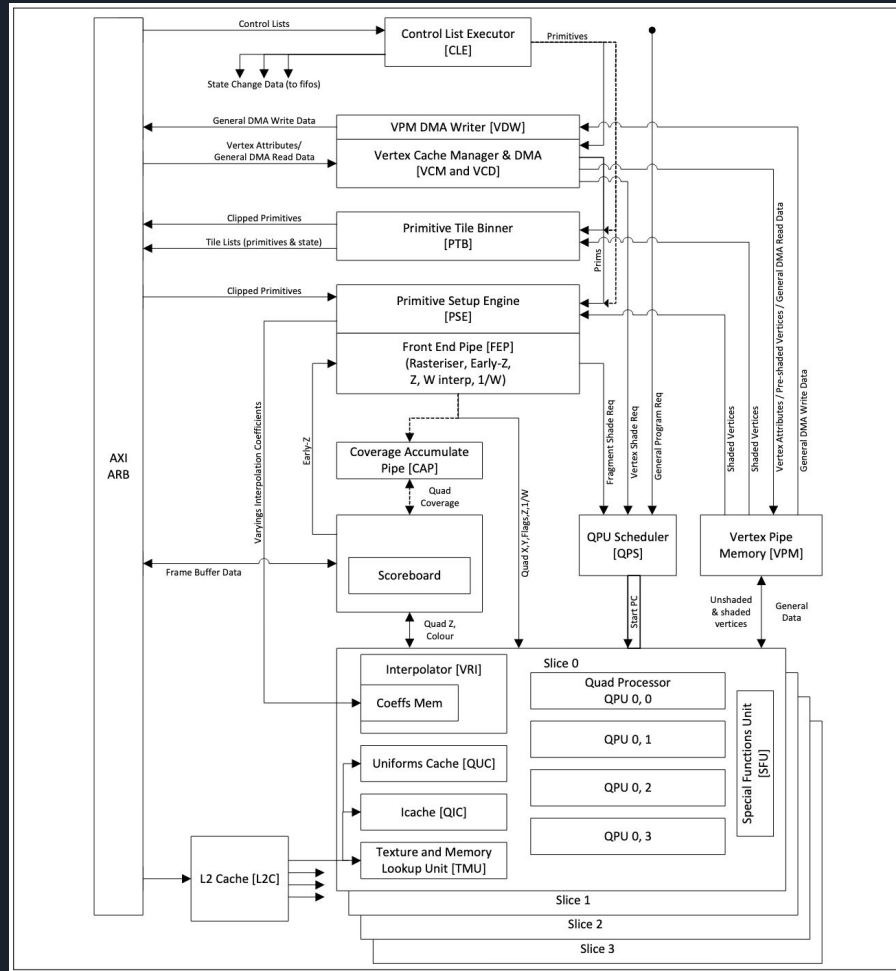 Control Lists
Control List Executor
[CLE]
Primitives
State Change Data (to fifos)
General DMA Write Data
VPM DMA Writer [VDW]
Vertex Attributes/
General DMA Read Data
Vertex Cache Manager & DMA
[VCM and VCD]
Clipped Primitives
Tile Lists (primitives & state)
Primitive Tile Binner
[PTB]
Prims
Clipped Primitives
Primitive Setup Engine
[PSE]
Front End Pipe [FEP]
(Rasteriser, Early-Z,
Z, W interp, 1/W)
AXI
ARB
Varyings Interpolation Coefficients
Early-Z
Coverage Accumulate
Pipe [CAP]
Quad
Coverage
Quad X,Y,Flags,Z,1/W
Fragment Shade Req
Vertex Shade Req
General Program Req
Shaded Vertices
Shaded Vertices
Vertex Attributes / Pre-shaded Vertices / General DMA Read Data
General DMA Write Data
Frame Buffer Data
Scoreboard
QPU Scheduler
[QPS]
Vertex Pipe
Memory [VPM]
Quad Z,
Colour
Start PC
Unshaded
& shaded
vertices
General
Data
Slice 0
Interpolator [VRI]
Coeffs Mem
Quad Processor
QPU 0, 0
QPU 0, 1
QPU 0, 2
QPU 0, 3
Special Functions Unit
[SFU]
Uniforms Cache [QUC]
Icache [QIC]
Texture and Memory
Lookup Unit [TMU]
L2 Cache [L2C]
Slice 1
Slice 2
Slice 3